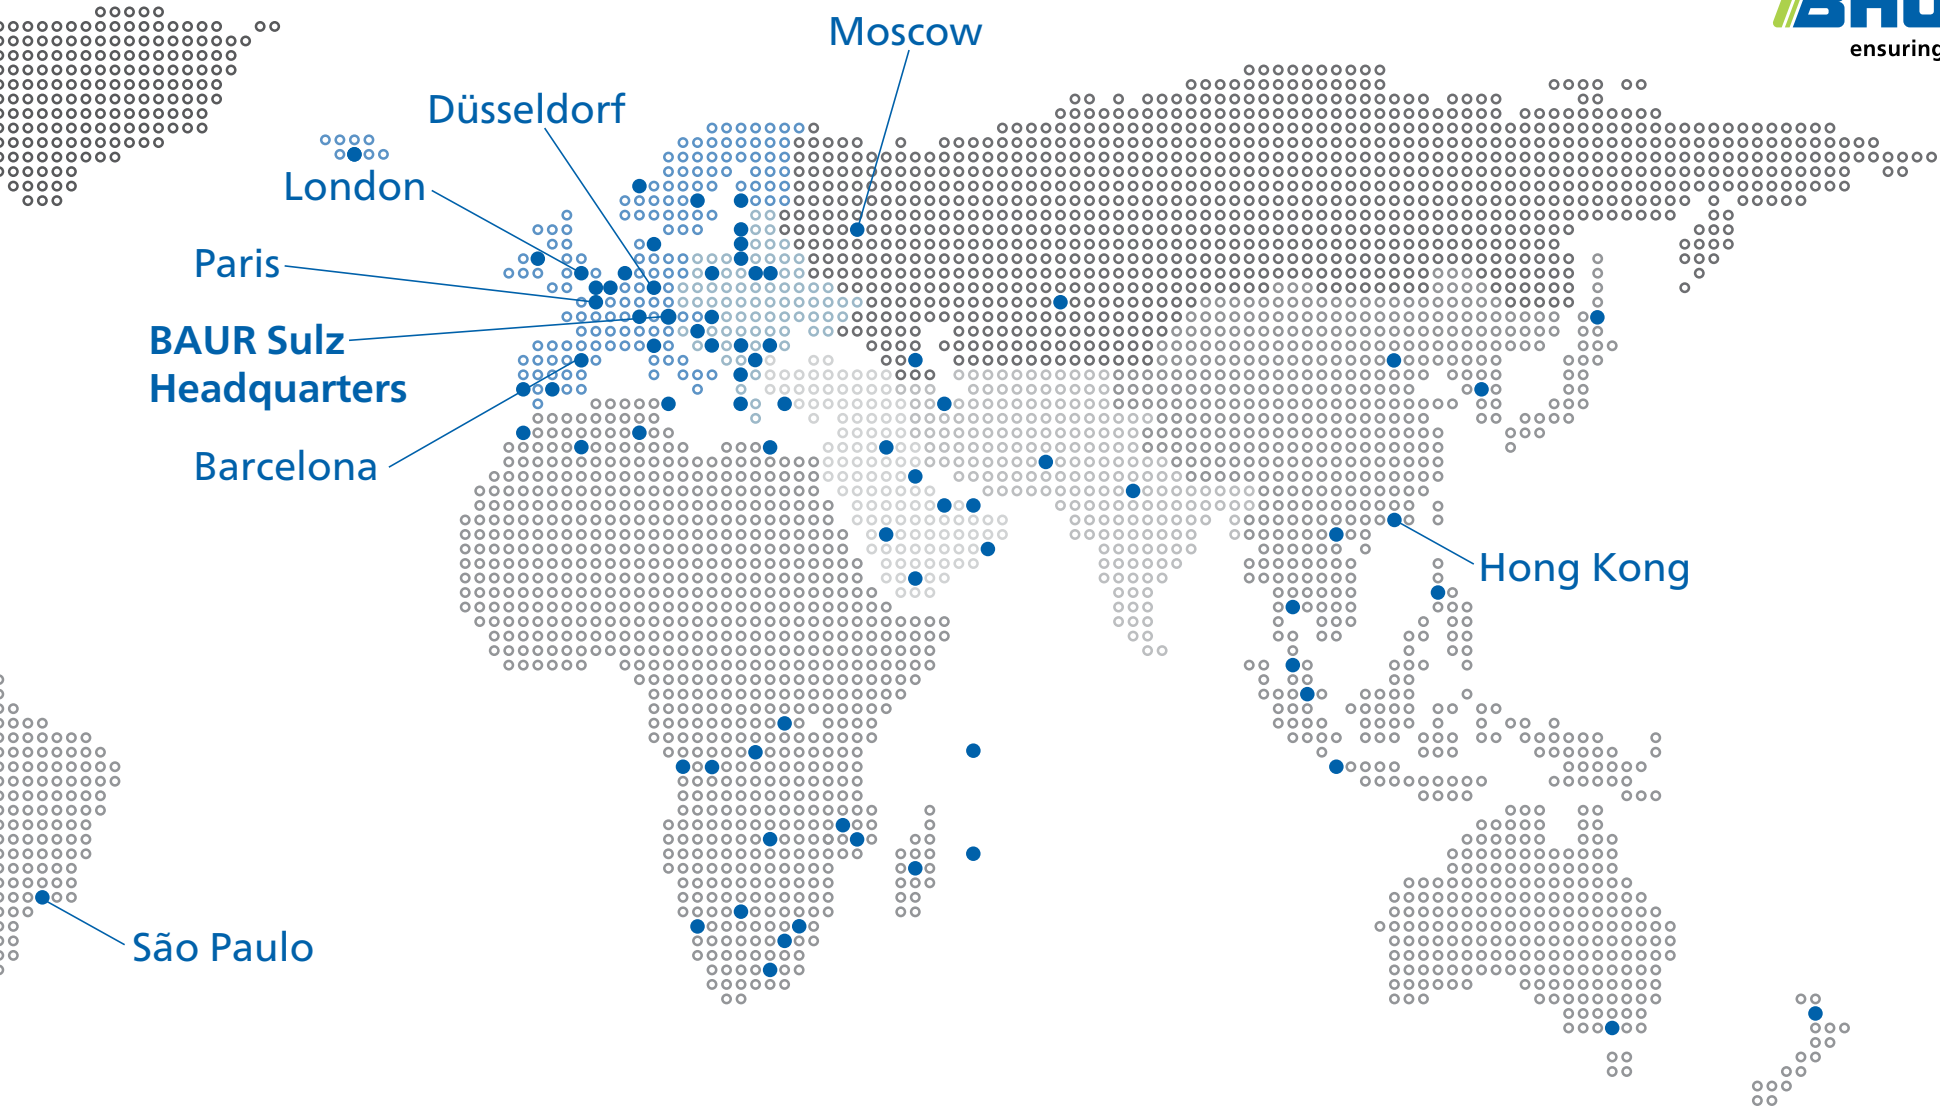 Moscow
ensuring
Düsseldorf
London
Paris
BAUR Sulz
Headquarters
Barcelona
Hong Kong
São Paulo